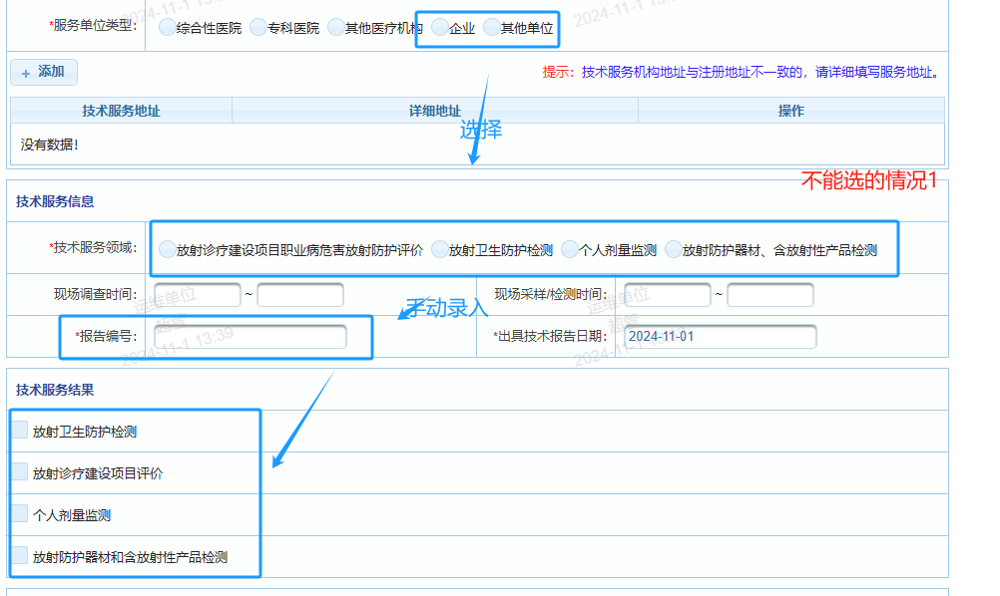 *服务单位类型： 综合性医院 专科医院 其他医疗机构 企业 其他单位
+ 添加 提示：技术服务机构地址与注册地址不一致的，请详细填写服务地址。
技术服务地址 详细地址 操作
选择
没有数据！
不能选的情况1
技术服务信息
*技术服务领域： 放射诊疗建设项目职业病危害放射防护评价 放射卫生防护检测 个人剂量监测 放射防护器材、含放射性产品检测
现场调查时间： ~ 现场采样/检测时间： ~
运维单位 运维单位
手动录入
超管 超管
*报告编号： *出具技术报告日期： 2024-11-01
2024-11-1 13:39 2024-11-1 13:39
技术服务结果
放射卫生防护检测
放射诊疗建设项目评价
个人剂量监测
放射防护器材和含放射性产品检测